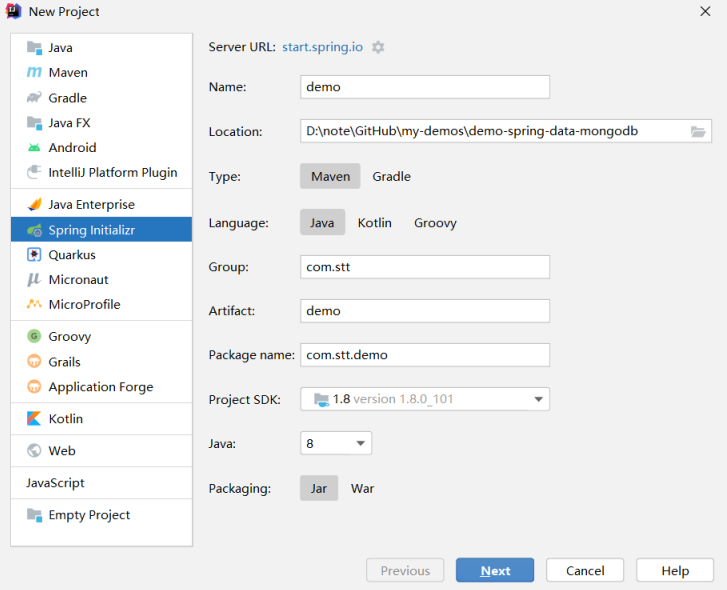 New Project
Java
Maven
Gradle
Java FX
Android
IntelliJ Platform Plugin
Java Enterprise
Spring Initializr
Quarkus
Micronaut
MicroProfile
Groovy
Grails
Application Forge
Kotlin
Web
JavaScript
Empty Project
Server URL: start.spring.io
Name: demo
Location: D:\note\GitHub\my-demos\demo-spring-data-mongodb
Type: Maven Gradle
Language: Java Kotlin Groovy
Group: com.stt
Artifact: demo
Package name: com.stt.demo
Project SDK: 1.8 version 1.8.0_101
Java: 8
Packaging: Jar War
Previous Next Cancel Help